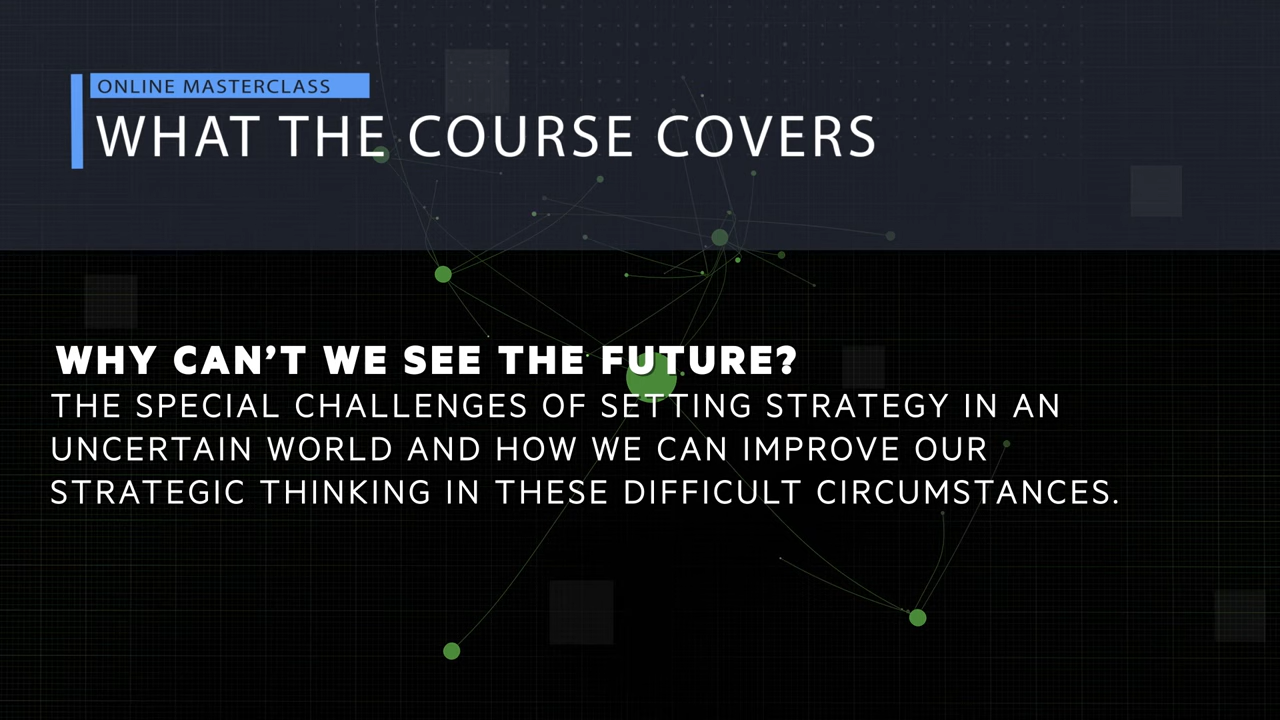 ONLINE MASTERCLASS
WHAT THE COURSE COVERS
WHY CAN’T WE SEE THE FUTURE?
THE SPECIAL CHALLENGES OF SETTING STRATEGY IN AN
UNCERTAIN WORLD AND HOW WE CAN IMPROVE OUR
STRATEGIC THINKING IN THESE DIFFICULT CIRCUMSTANCES.